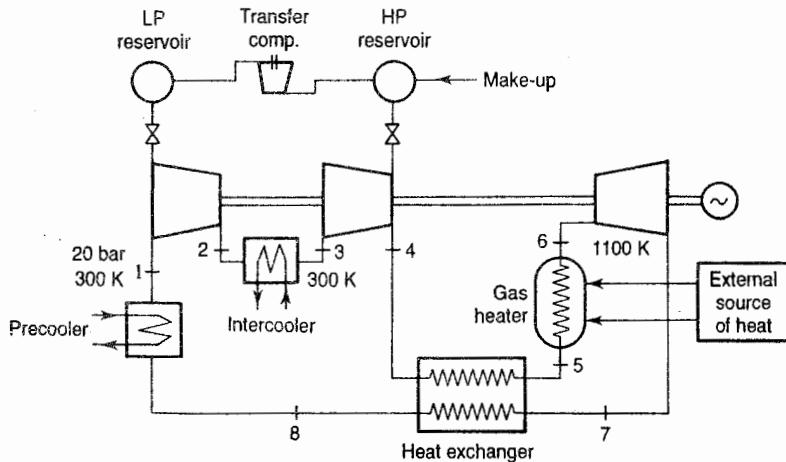 LP
reservoir
Transfer
comp.
HP
reservoir
Make-up
20 bar
300 K
1
2
3
300 K
4
6
1100 K
Gas
heater
External
source
of heat
Precooler
Intercooler
5
8
7
Heat exchanger